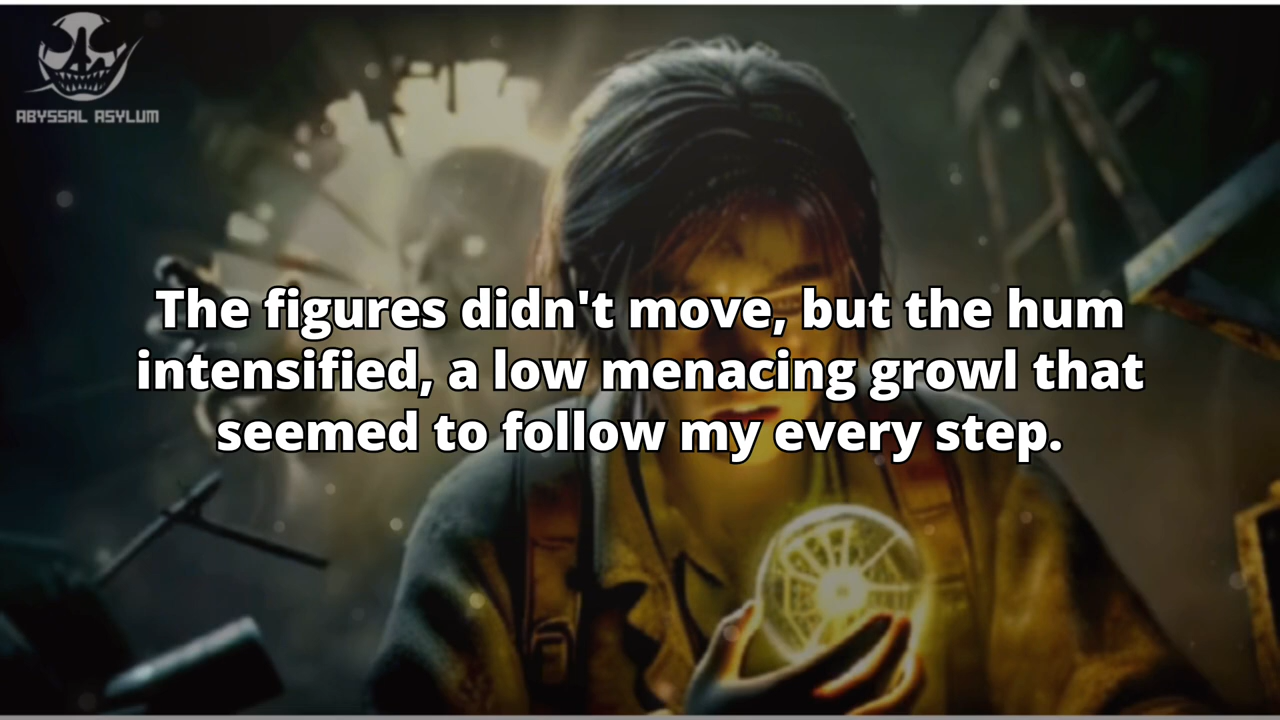 ABYSSAL ASYLUM
The figures didn't move, but the hum
intensified, a low menacing growl that
seemed to follow my every step.